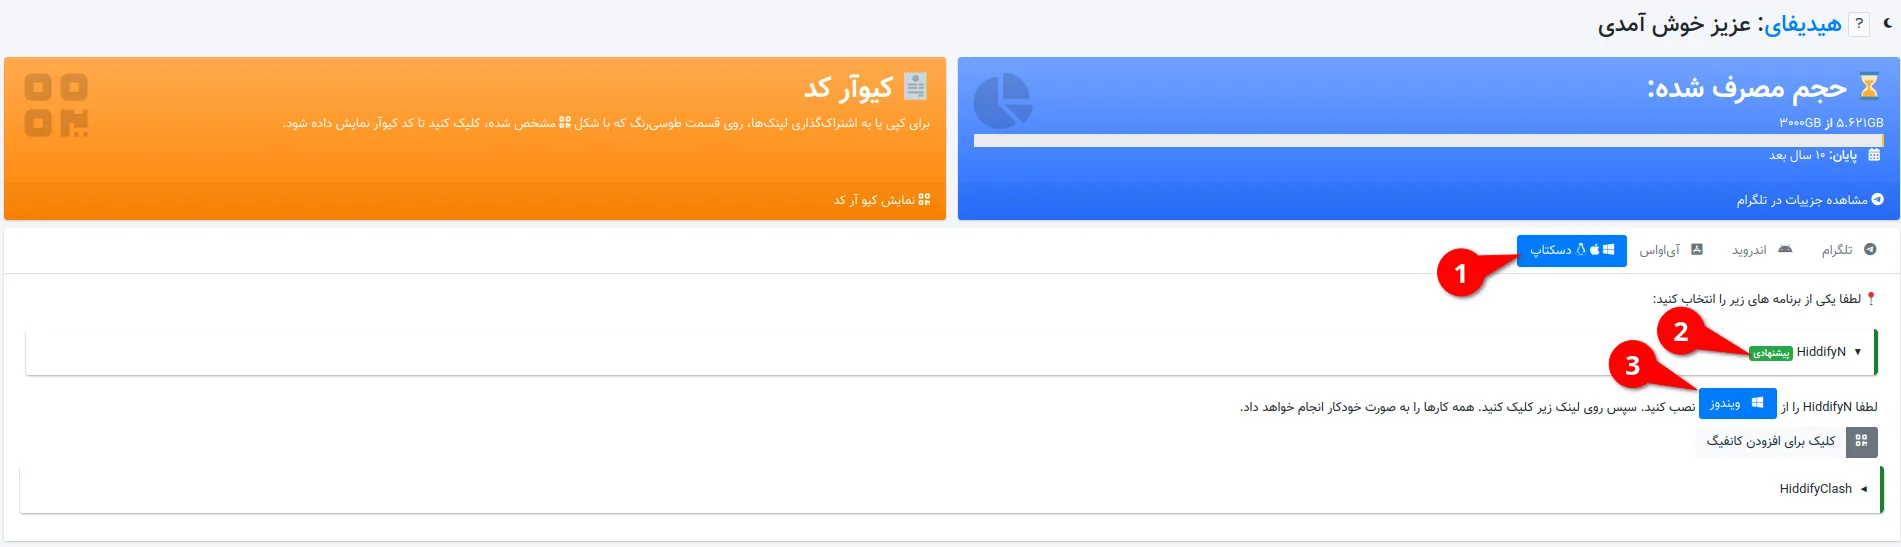 ? هیدیفای: عزیز خوش آمدی
حجم مصرف شده:
۵.۶۲۱GB از ۳۰۰۰GB
پایان: ۱۰ سال بعد
مشاهده جزییات در تلگرام
کیوآر کد
برای کپی یا به اشتراک‌گذاری لینک‌ها، روی قسمت طوسی‌رنگ که با شکل مشخص شده، کلیک کنید تا کد کیوآر نمایش داده شود.
نمایش کیو آر کد
تلگرام اندروید آی‌اواس دسکتاپ
1
لطفا یکی از برنامه های زیر را انتخاب کنید:
HiddifyN پیشنهادی
2
3
لطفا HiddifyN را از ویندوز نصب کنید. سپس روی لینک زیر کلیک کنید. همه کارها را به صورت خودکار انجام خواهد داد.
کلیک برای افزودن کانفیگ
HiddifyClash